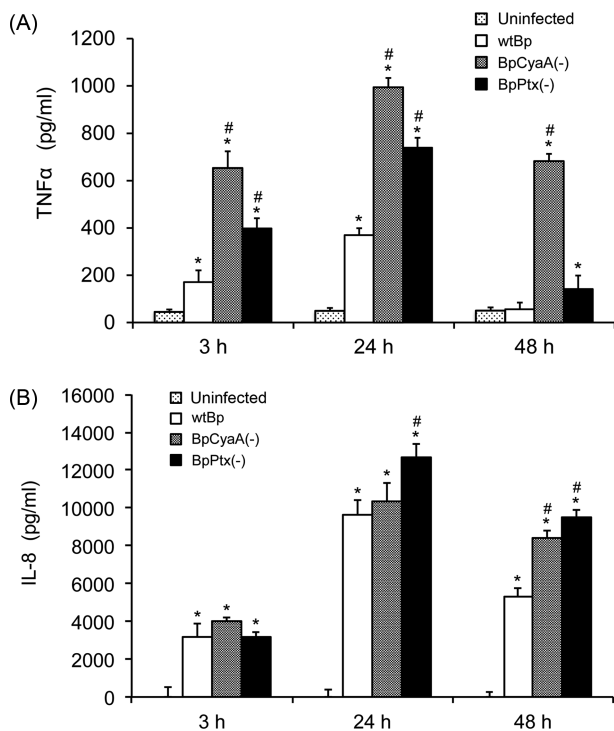 (A)
Uninfected
wtBp
BpCyaA(-)
BpPtx(-)
TNFα (pg/ml)
1200
1000
800
600
400
200
0
*
#
*
#
*
*
#
*
#
*
#
*
*
3 h
24 h
48 h
(B)
Uninfected
wtBp
BpCyaA(-)
BpPtx(-)
IL-8 (pg/ml)
16000
14000
12000
10000
8000
6000
4000
2000
0
* * *
* *
#
*
*
#
*
#
*
3 h
24 h
48 h